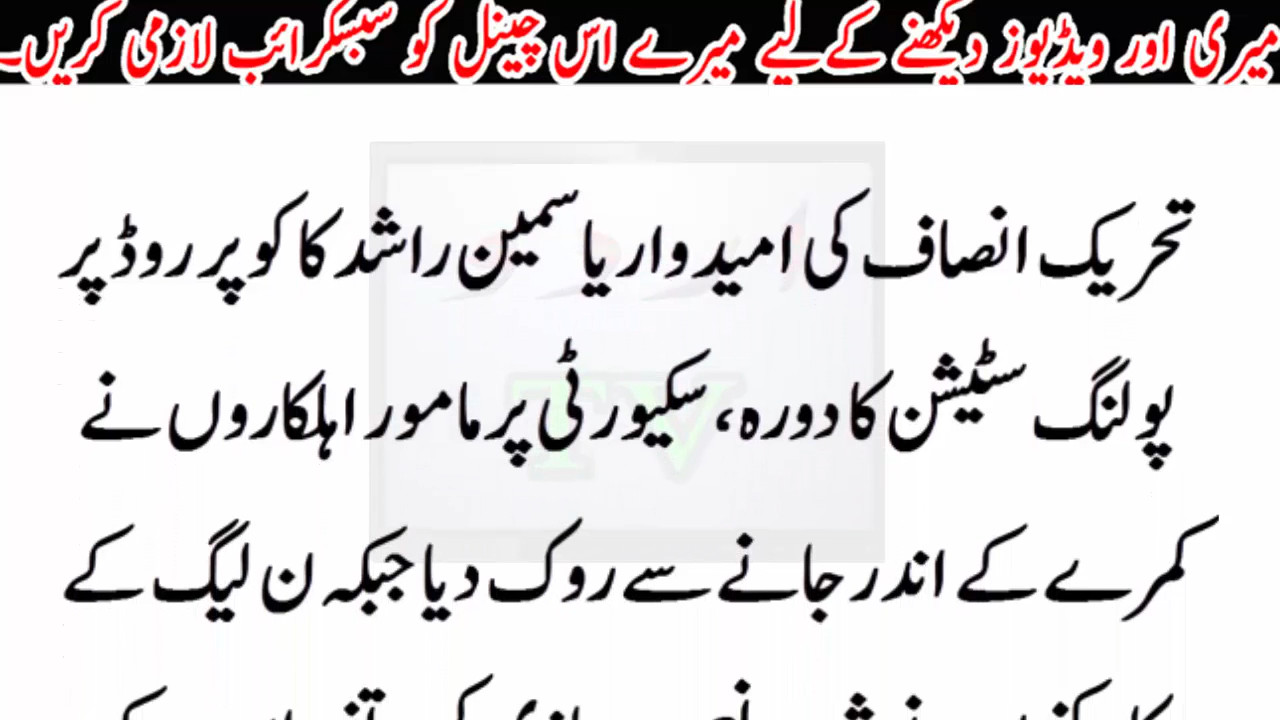 میری اور ویڈیوز دیکھنے کے لیے میرے اس چینل کو سبسکرائب لازمی کریں۔
تحریک انصاف کی امیدوار یاسمین راشد کا کوپر روڈ پر
پولنگ سٹیشن کا دورہ، سکیورٹی پر مامور اہلکاروں نے
کمرے کے اندر جانے سے روک دیا جبکہ ن لیگ کے
TV